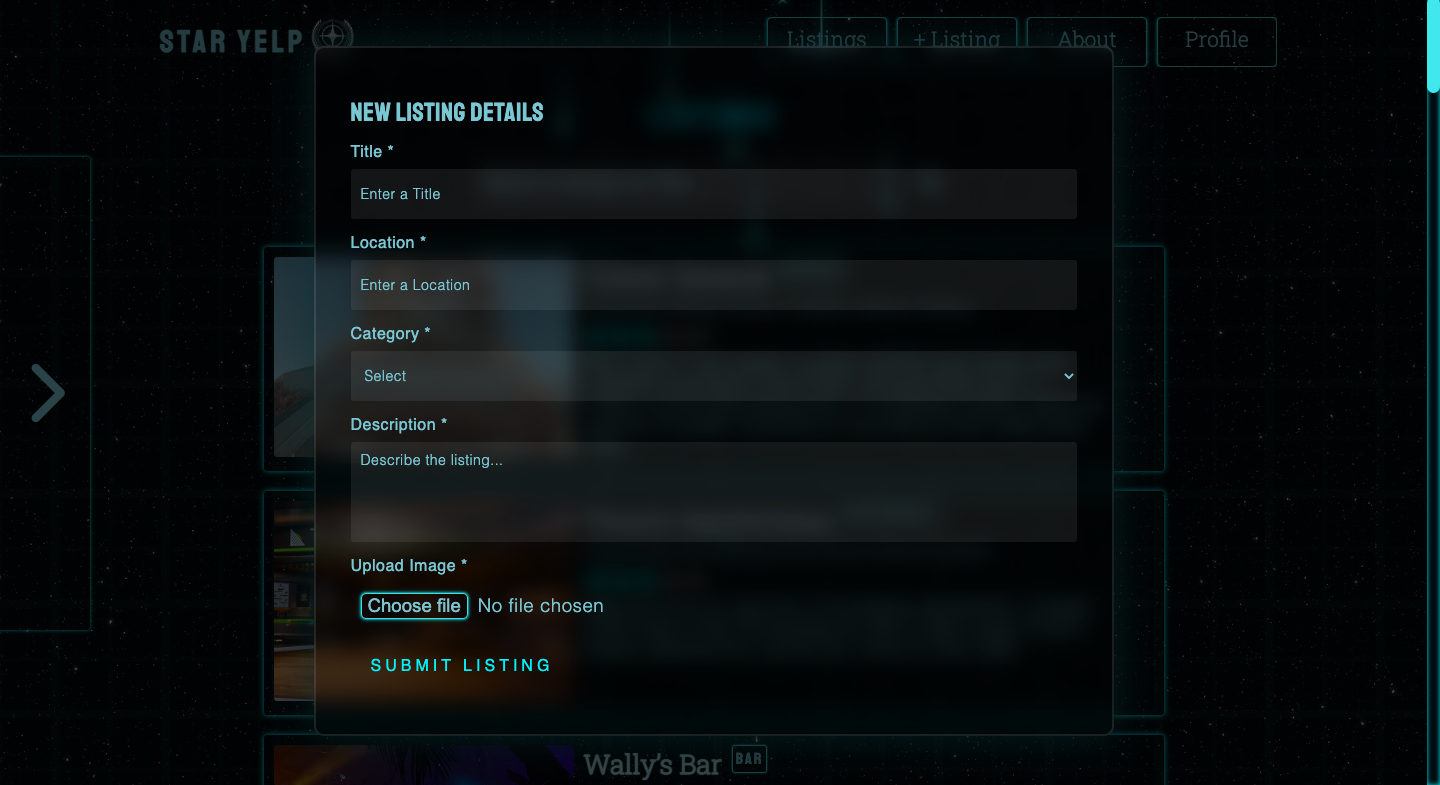 STAR YELP
Listings
+ Listing
About
Profile
NEW LISTING DETAILS
Title *
Enter a Title
Location *
Enter a Location
Category *
Select
Description *
Describe the listing...
Upload Image *
Choose file No file chosen
SUBMIT LISTING
Wally's Bar BAR